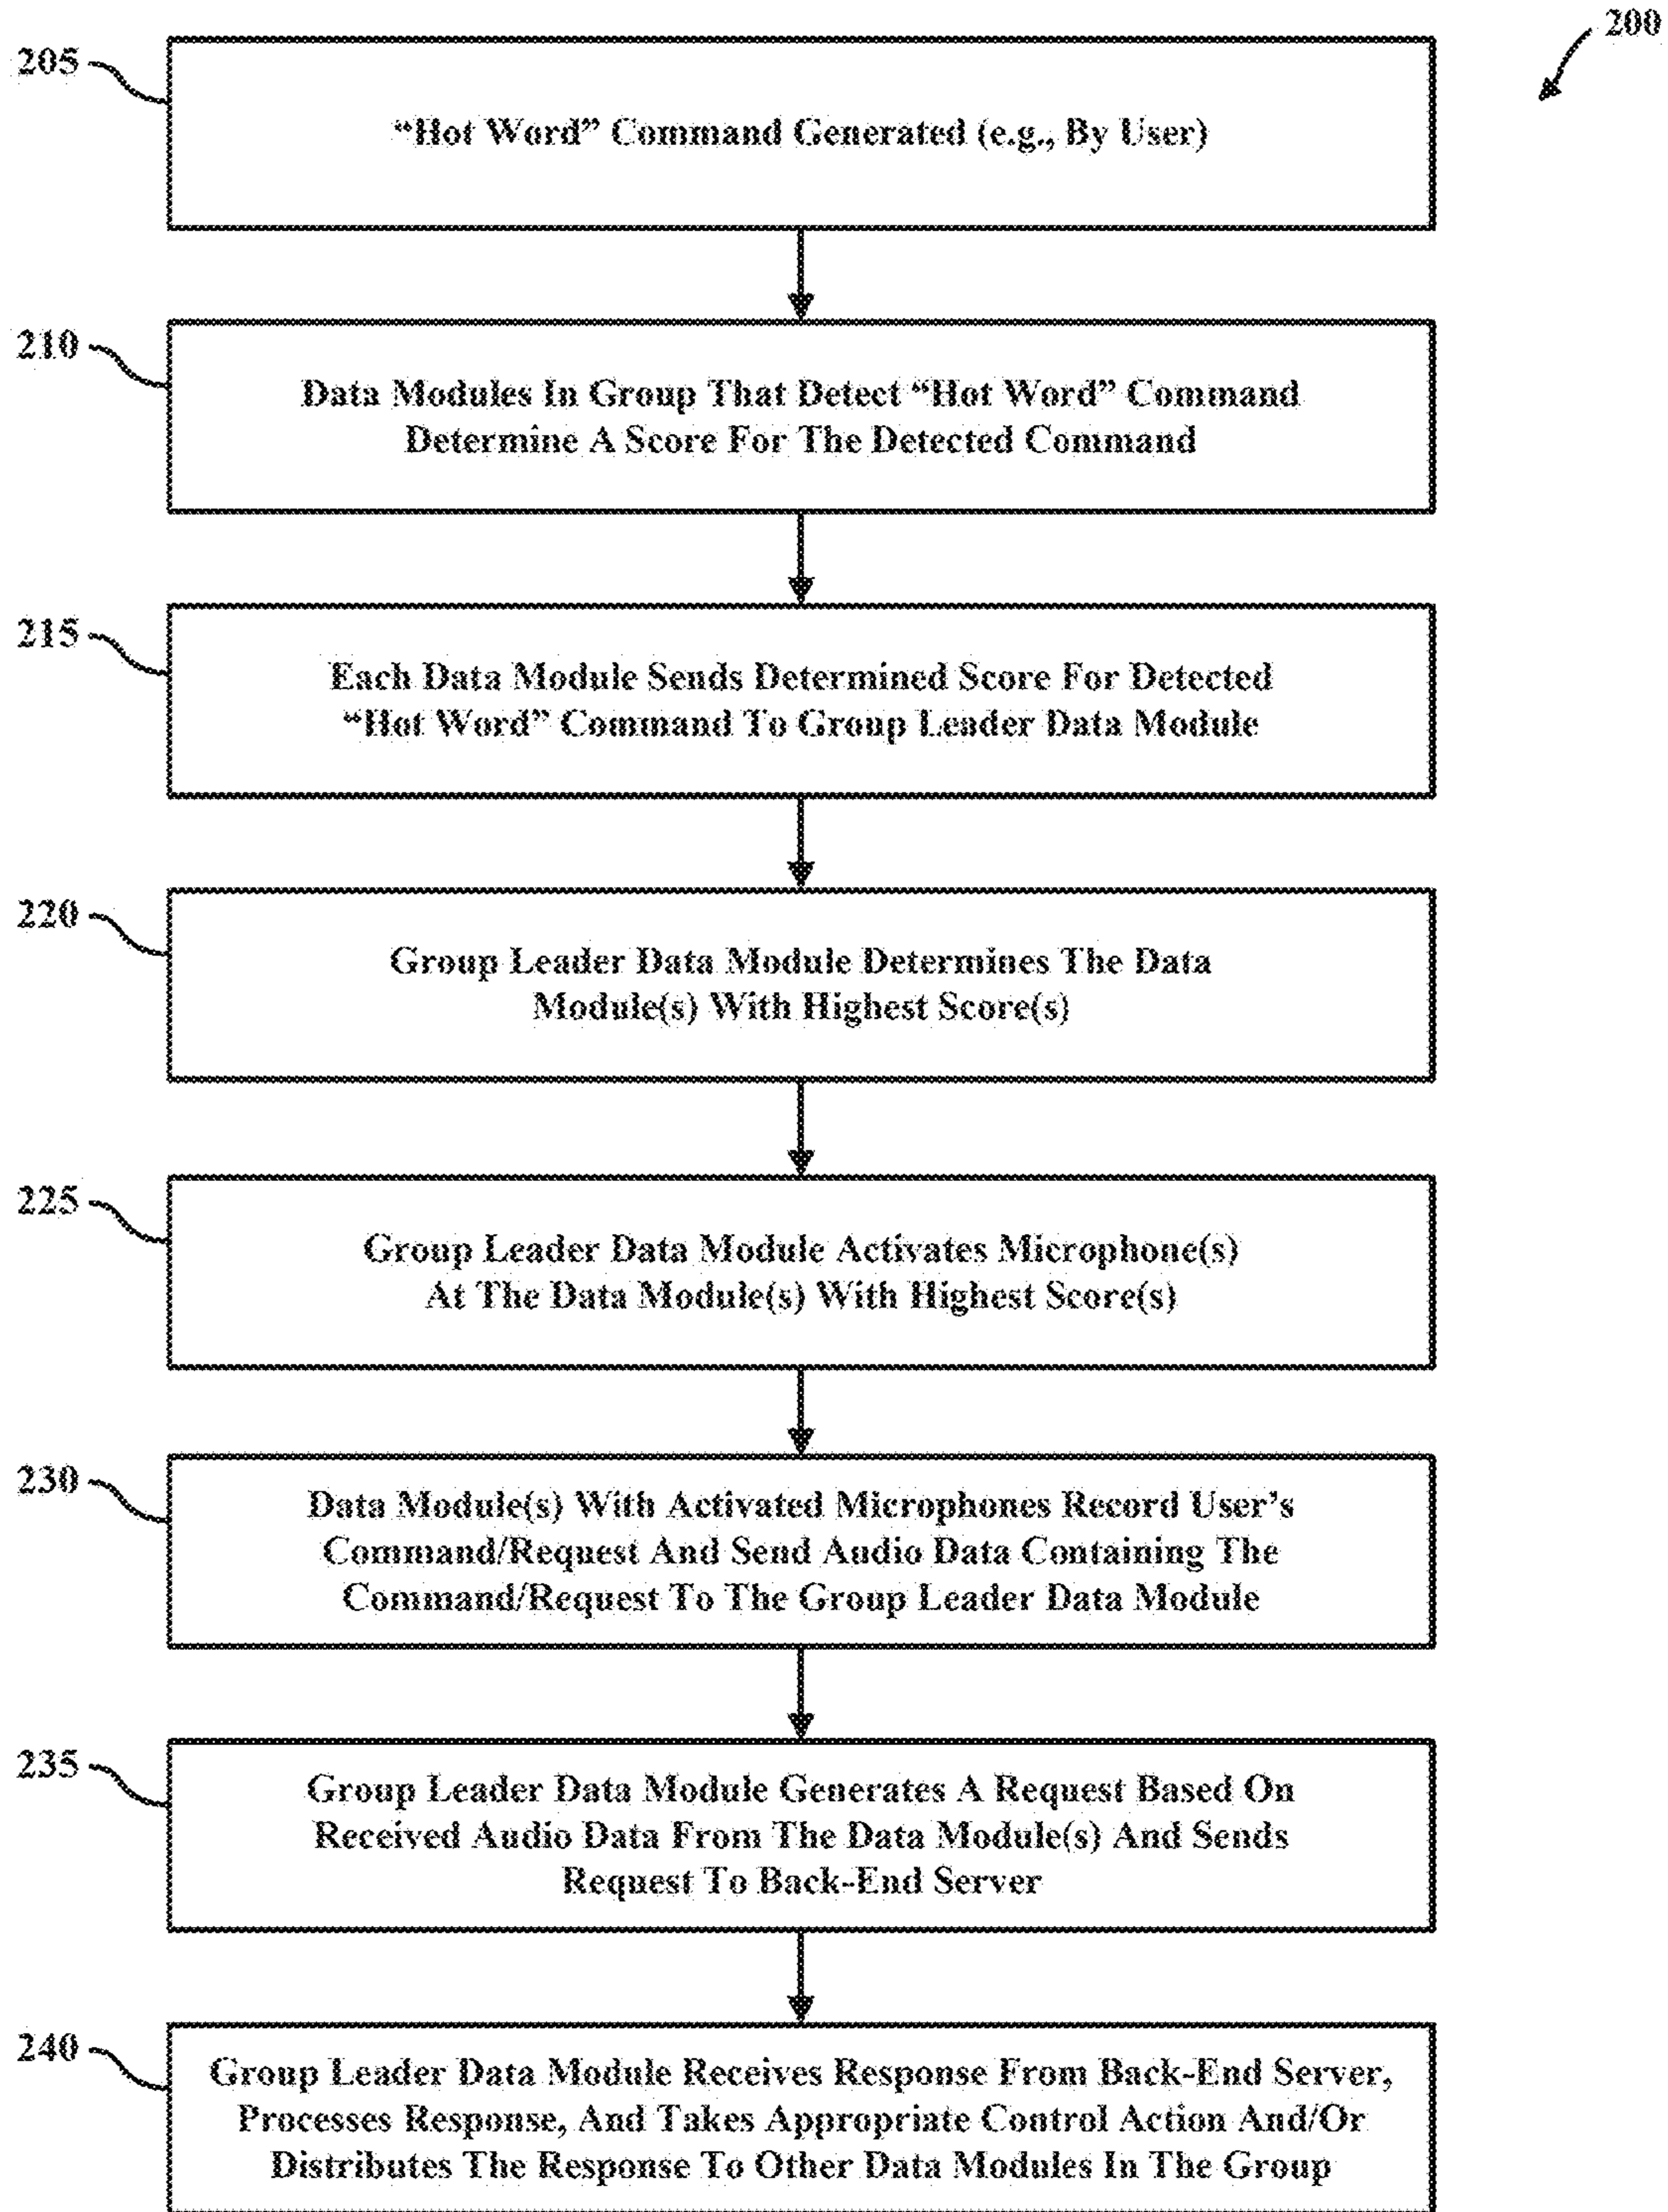 200
205
“Hot Word” Command Generated (e.g., By User)
210
Data Modules In Group That Detect “Hot Word” Command
Determine A Score For The Detected Command
215
Each Data Module Sends Determined Score For Detected
“Hot Word” Command To Group Leader Data Module
220
Group Leader Data Module Determines The Data
Module(s) With Highest Score(s)
225
Group Leader Data Module Activates Microphone(s)
At The Data Module(s) With Highest Score(s)
230
Data Module(s) With Activated Microphones Record User’s
Command/Request And Send Audio Data Containing The
Command/Request To The Group Leader Data Module
235
Group Leader Data Module Generates A Request Based On
Received Audio Data From The Data Module(s) And Sends
Request To Back-End Server
240
Group Leader Data Module Receives Response From Back-End Server,
Processes Response, And Takes Appropriate Control Action And/Or
Distributes The Response To Other Data Modules In The Group